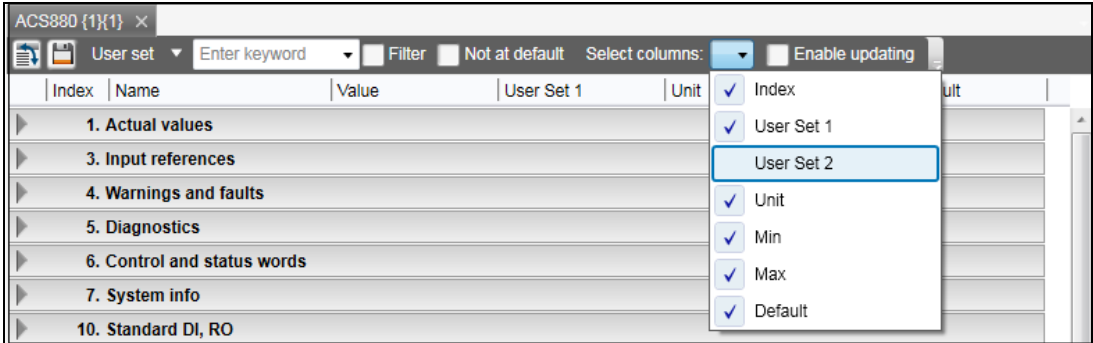 ACS880 {1}{1} ×
User set Enter keyword Filter Not at default Select columns: Enable updating
Index Name Value User Set 1 Unit ult
Index
1. Actual values
User Set 1
3. Input references
User Set 2
4. Warnings and faults
Unit
5. Diagnostics
Min
6. Control and status words
Max
7. System info
Default
10. Standard DI, RO